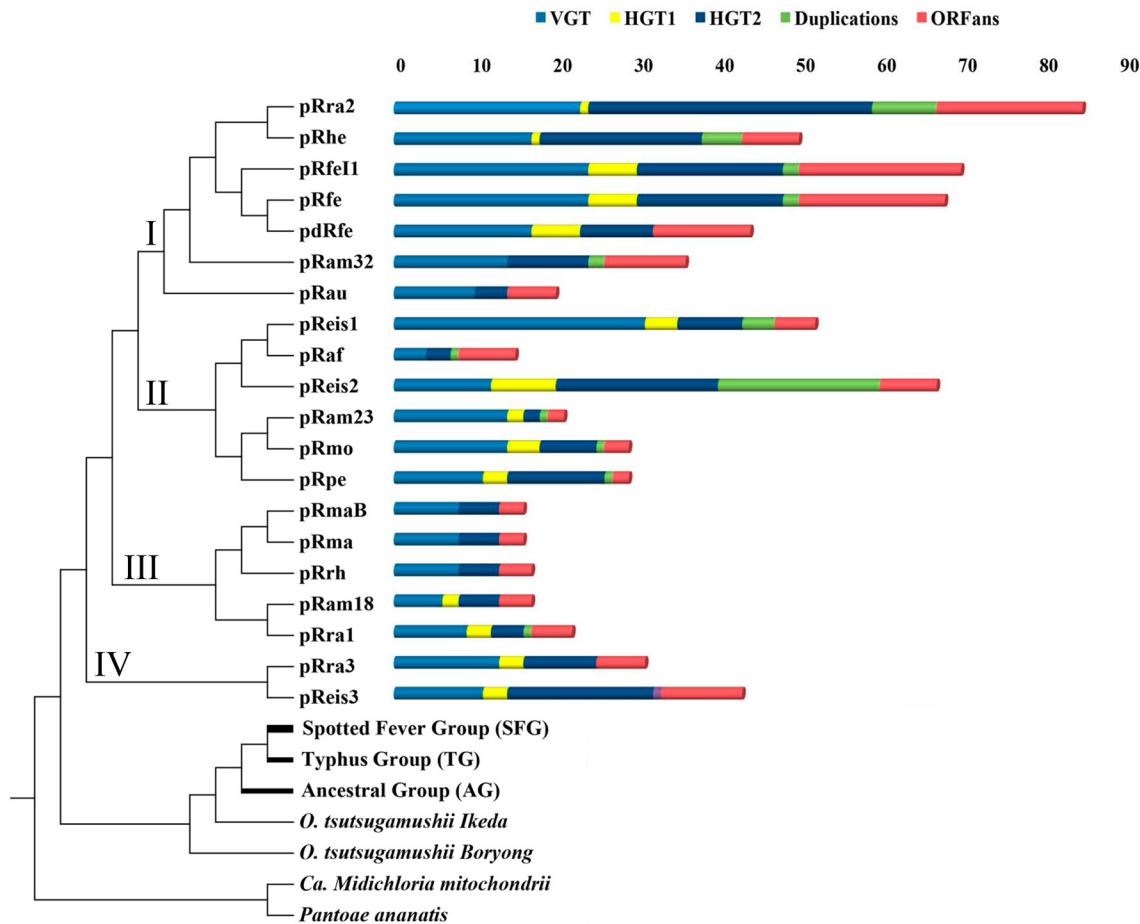 VGT HGT1 HGT2 Duplications ORFans
0 10 20 30 40 50 60 70 80 90
pRra2
pRhe
pRfeI1
pRfe
pdRfe
I
pRam32
pRau
pReis1
pRaf
II
pReis2
pRam23
pRmo
pRpe
pRmaB
pRma
III
pRrh
pRam18
pRra1
IV
pRra3
pReis3
Spotted Fever Group (SFG)
Typhus Group (TG)
Ancestral Group (AG)
O. tsutsugamushii Ikeda
O. tsutsugamushii Boryong
Ca. Midichloria mitochondrii
Pantoae ananatis